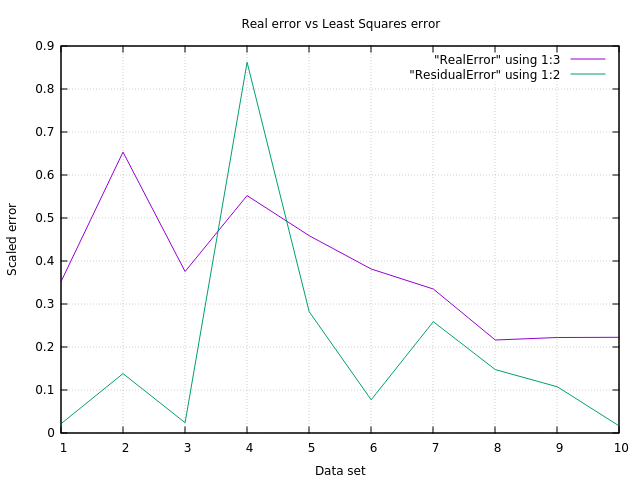 Real error vs Least Squares error
"RealError" using 1:3
"ResidualError" using 1:2
0.9
0.8
0.7
0.6
0.5
0.4
0.3
0.2
0.1
0
Scaled error
1 2 3 4 5 6 7 8 9 10
Data set